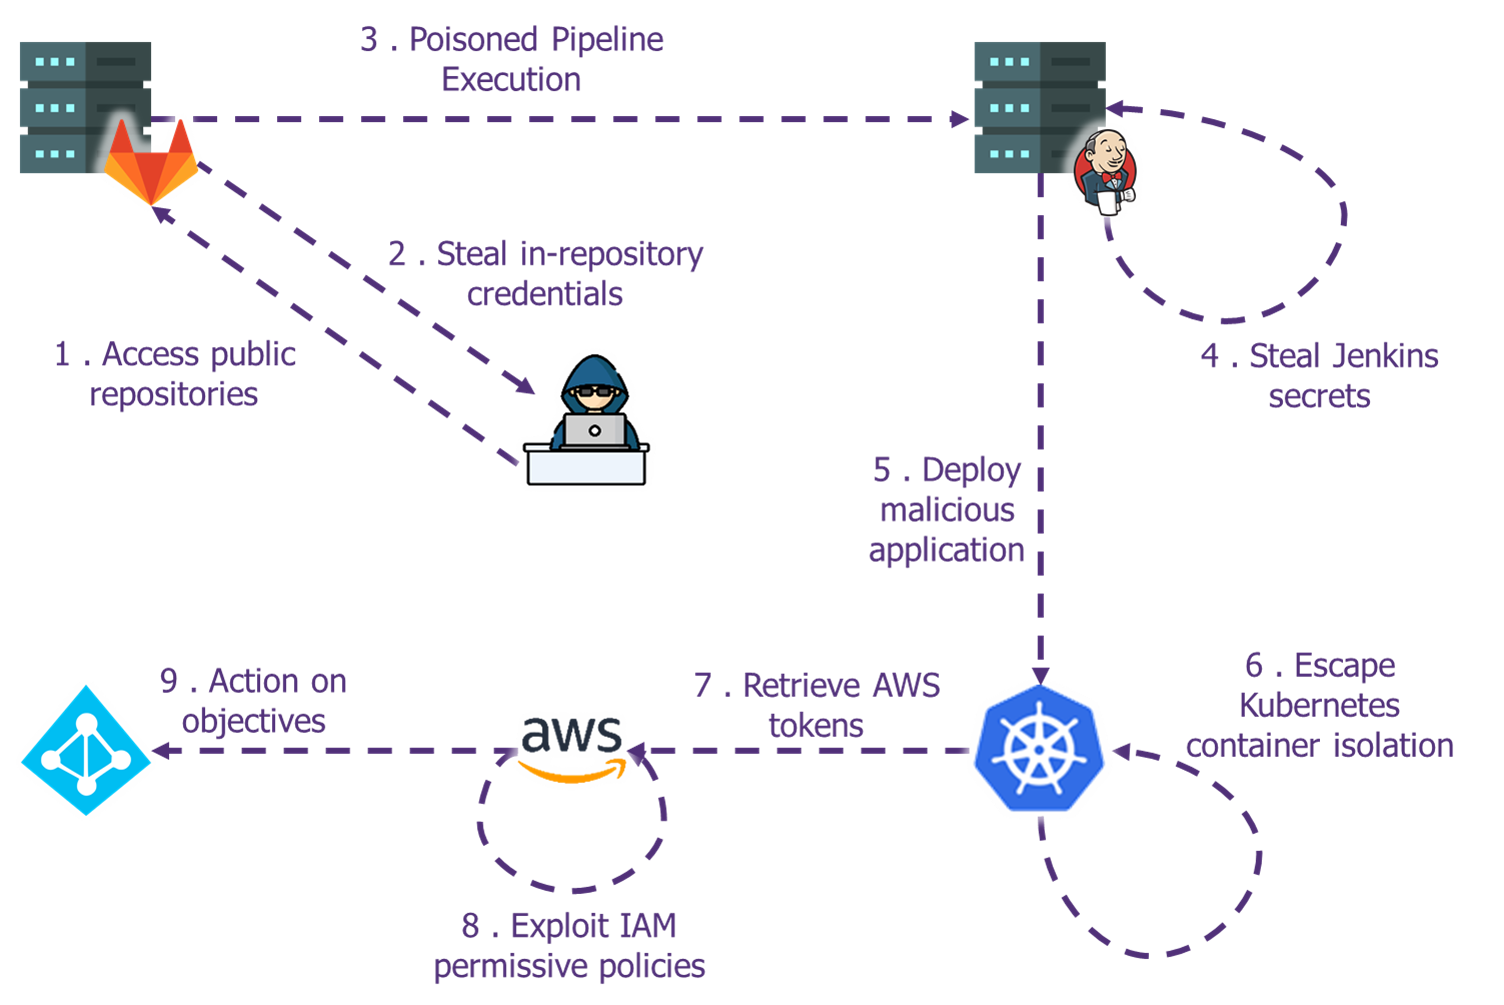 3 . Poisoned Pipeline
Execution
2 . Steal in-repository
credentials
1 . Access public
repositories
4 . Steal Jenkins
secrets
5 . Deploy
malicious
application
6 . Escape
Kubernetes
container isolation
7 . Retrieve AWS
tokens
9 . Action on
objectives
aws
8 . Exploit IAM
permissive policies